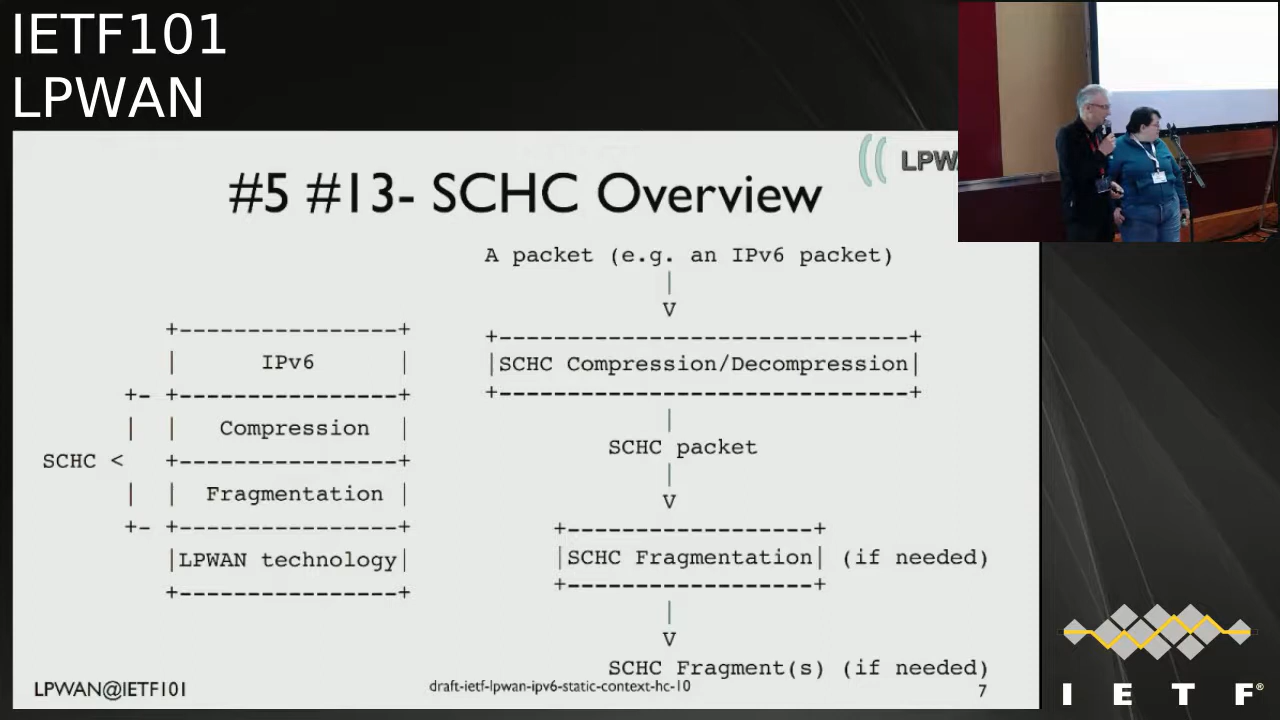 IETF101
LPWAN
LPW
#5 #13- SCHC Overview
A packet (e.g. an IPv6 packet)
|
V
+----------------+
| IPv6 |
+- +----------------+
| | Compression |
SCHC < +----------------+
| | Fragmentation |
+- +----------------+
|LPWAN technology|
+----------------+
+------------------------------+
|SCHC Compression/Decompression|
+------------------------------+
|
SCHC packet
|
V
+------------------+
|SCHC Fragmentation| (if needed)
+------------------+
|
V
SCHC Fragment(s) (if needed)
LPWAN@IETF101
draft-ietf-lpwan-ipv6-static-context-hc-10
7
I E T F®